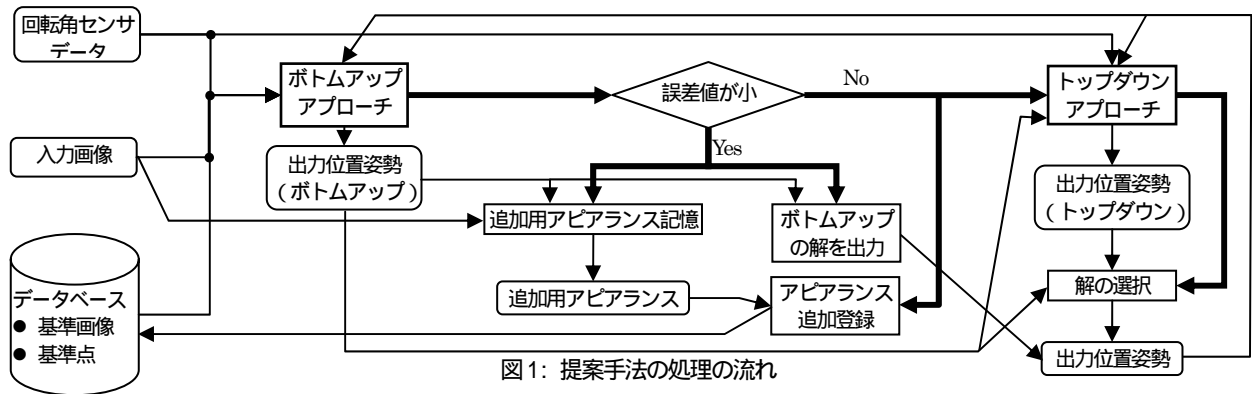 回転角センサ
データ
ボトムアップ
アプローチ
誤差値が小
No
トップダウン
アプローチ
入力画像
Yes
出力位置姿勢
(ボトムアップ)
出力位置姿勢
(トップダウン)
追加用アピアランス記憶
ボトムアップ
の解を出力
データベース
● 基準画像
● 基準点
追加用アピアランス
アピアランス
追加登録
解の選択
出力位置姿勢
図1: 提案手法の処理の流れ